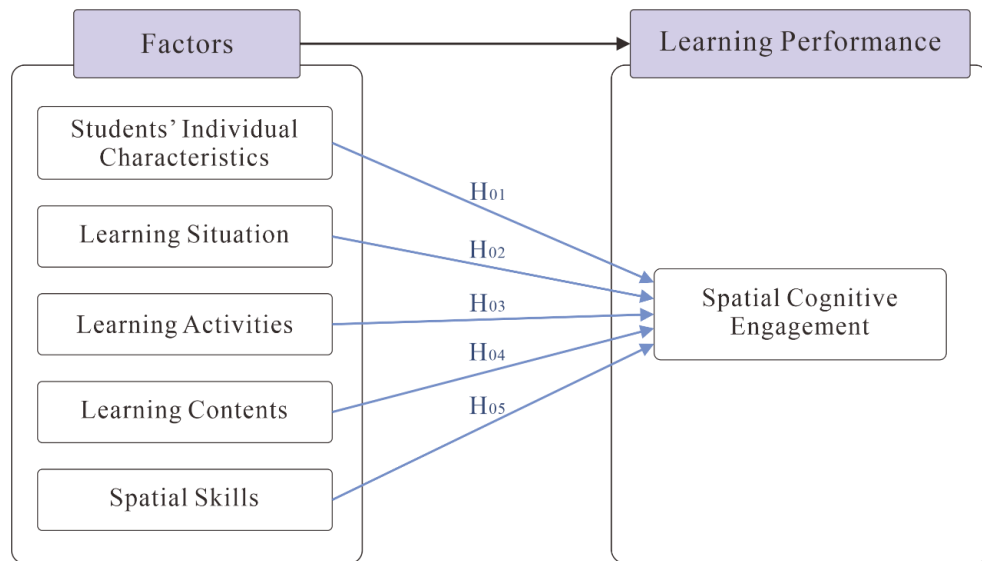 Factors
Learning Performance
Students’ Individual
Characteristics
Learning Situation
Learning Activities
Learning Contents
Spatial Skills
H01
H02
H03
H04
H05
Spatial Cognitive
Engagement